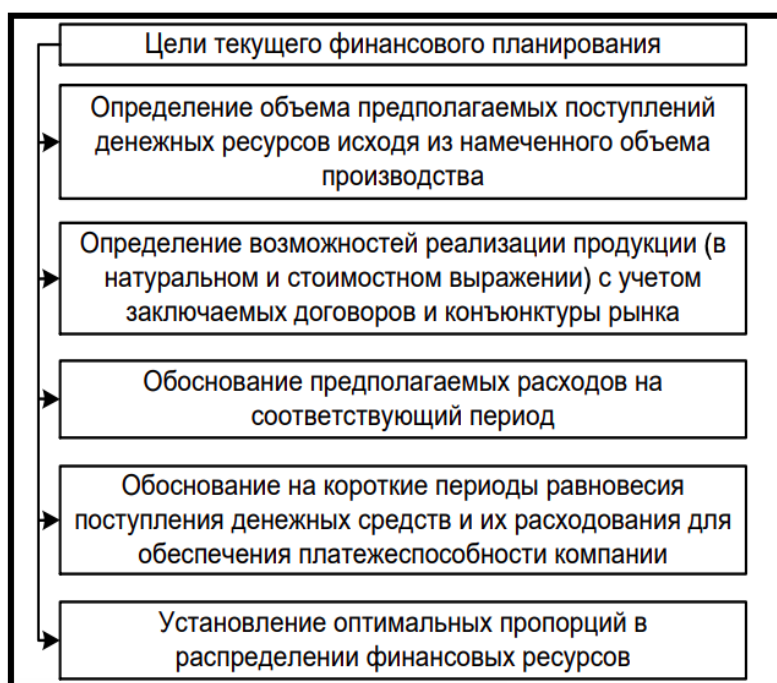 Цели текущего финансового планирования
Определение объема предполагаемых поступлений
денежных ресурсов исходя из намеченного объема
производства
Определение возможностей реализации продукции (в
натуральном и стоимостном выражении) с учетом
заключаемых договоров и конъюнктуры рынка
Обоснование предполагаемых расходов на
соответствующий период
Обоснование на короткие периоды равновесия
поступления денежных средств и их расходования для
обеспечения платежеспособности компании
Установление оптимальных пропорций в
распределении финансовых ресурсов